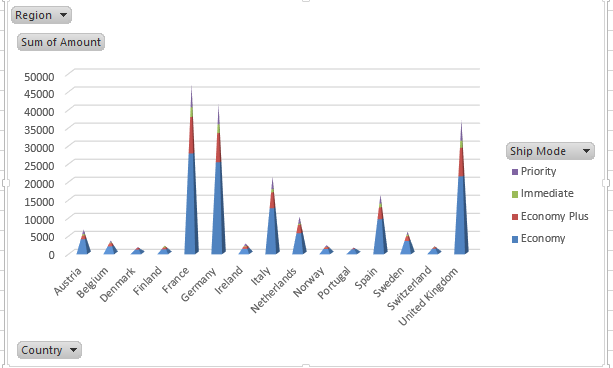 Region
Sum of Amount
50000
45000
40000
35000
30000
25000
20000
15000
10000
5000
0
Austria
Belgium
Denmark
Finland
France
Germany
Ireland
Italy
Netherlands
Norway
Portugal
Spain
Sweden
Switzerland
United Kingdom
Ship Mode
Priority
Immediate
Economy Plus
Economy
Country